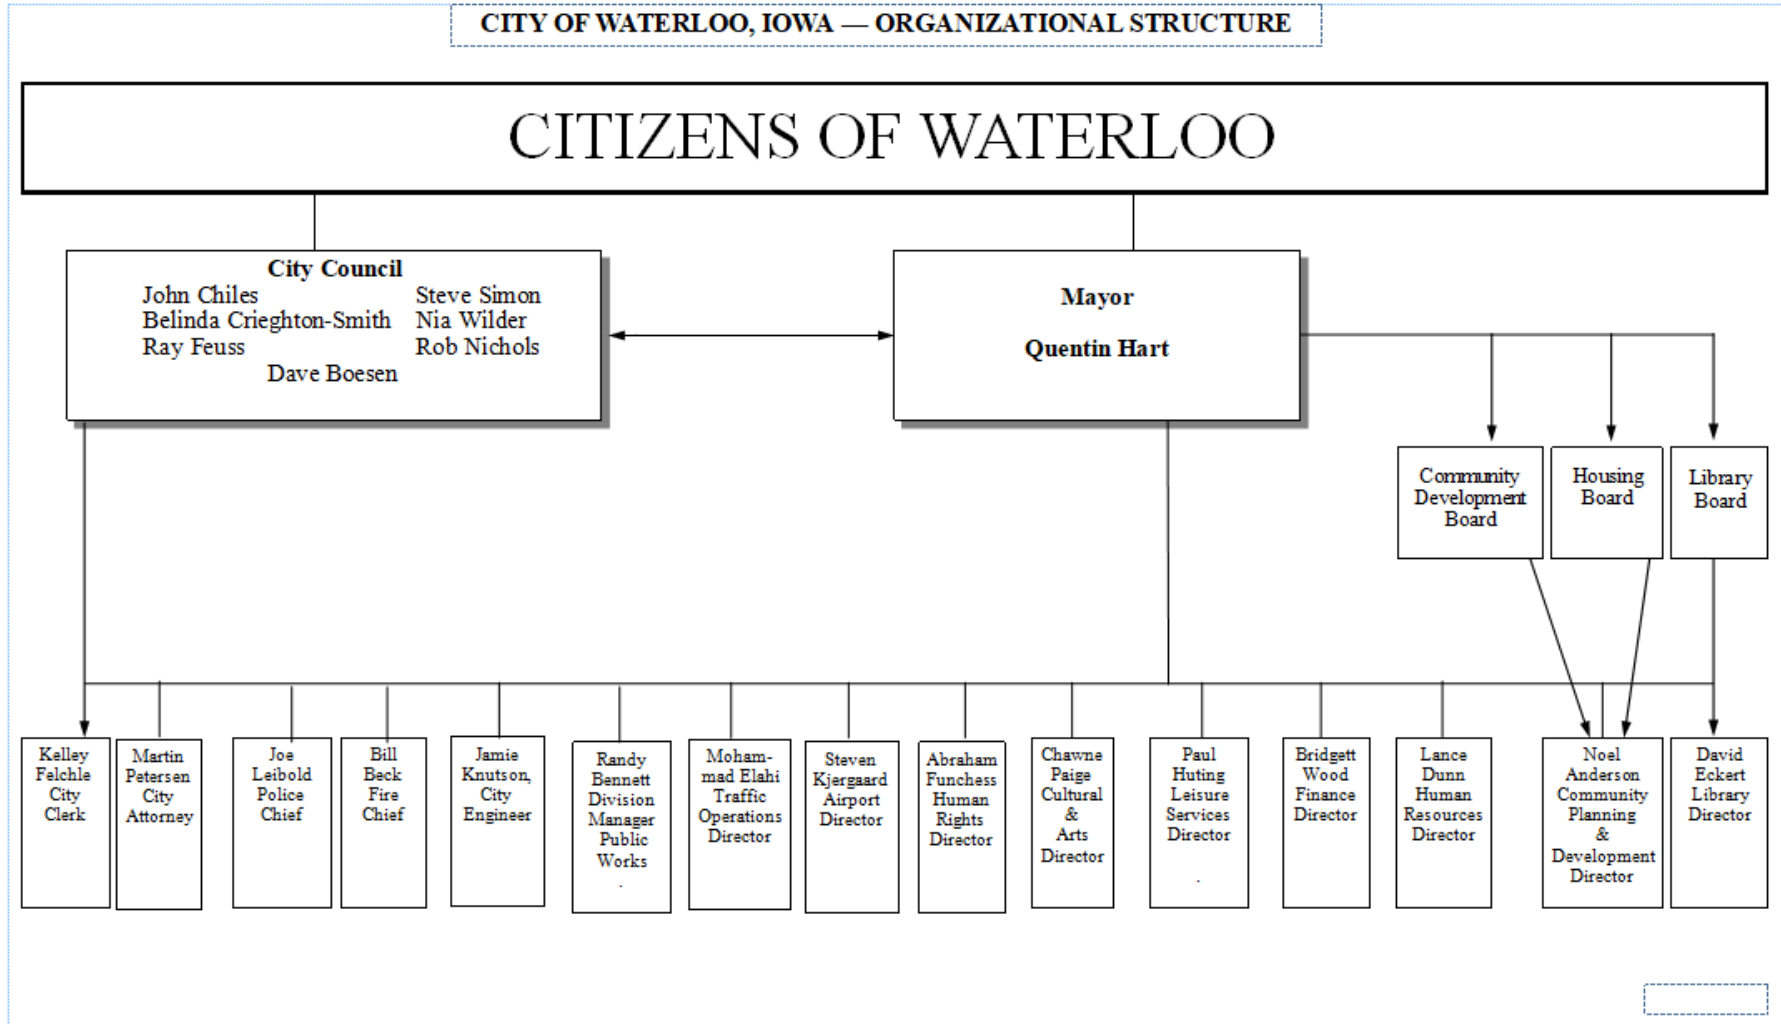 CITY OF WATERLOO, IOWA — ORGANIZATIONAL STRUCTURE
CITIZENS OF WATERLOO
City Council
John Chiles
Steve Simon
Belinda Crieghton-Smith
Nia Wilder
Ray Feuss
Rob Nichols
Dave Boesen
Mayor
Quentin Hart
Community
Development
Board
Housing
Board
Library
Board
Kelley
Felchle
City
Clerk
Martin
Petersen
City
Attorney
Joe
Leibold
Police
Chief
Bill
Beck
Fire
Chief
Jamie
Knutson,
City
Engineer
Randy
Bennett
Division
Manager
Public
Works
.
Moham-
mad Elahi
Traffic
Operations
Director
Steven
Kjergaard
Airport
Director
Abraham
Funchess
Human
Rights
Director
Chawne
Paige
Cultural
&
Arts
Director
Paul
Huting
Leisure
Services
Director
.
Bridgett
Wood
Finance
Director
Lance
Dunn
Human
Resources
Director
Noel
Anderson
Community
Planning
&
Development
Director
David
Eckert
Library
Director